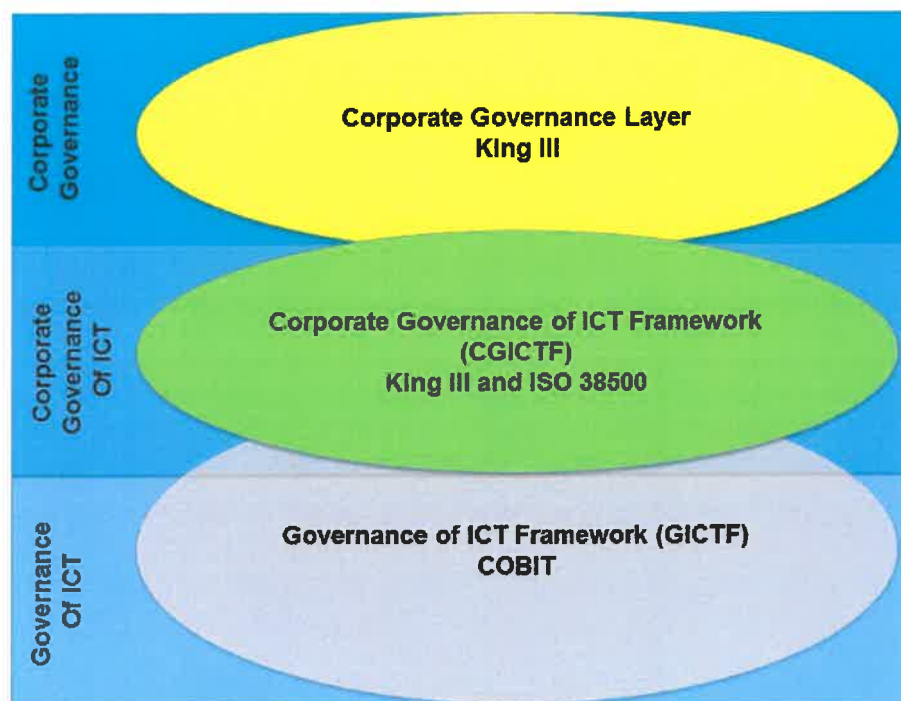 Corporate
Governance
Corporate Governance Layer
King III
Corporate
Governance
Of ICT
Corporate Governance of ICT Framework
(CGICTF)
King III and ISO 38500
Governance
Of ICT
Governance of ICT Framework (GICTF)
COBIT